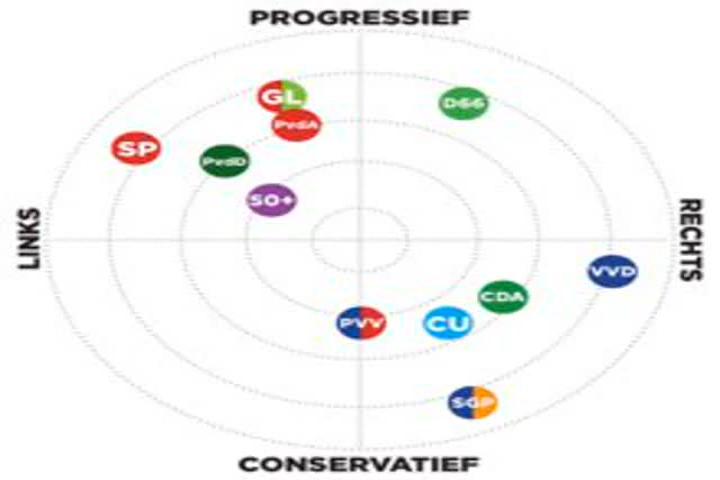 PROGRESSIEF
GL
D66
PvdA
SP
PvdD
50+
LINKS
RECHTS
VVD
CDA
PVV
CU
SGP
CONSERVATIEF